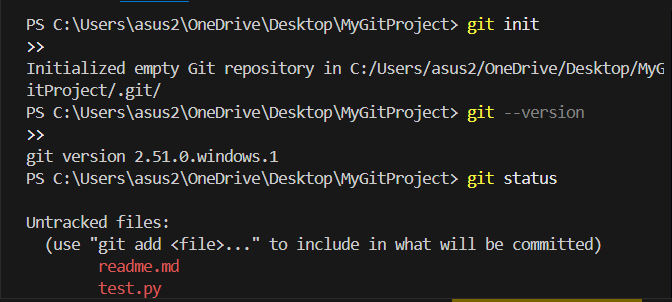 PS C:\Users\asus2\OneDrive\Desktop\MyGitProject> git init
>>
Initialized empty Git repository in C:/Users/asus2/OneDrive/Desktop/MyG
itProject/.git/
PS C:\Users\asus2\OneDrive\Desktop\MyGitProject> git --version
>>
git version 2.51.0.windows.1
PS C:\Users\asus2\OneDrive\Desktop\MyGitProject> git status
Untracked files:
(use "git add <file>..." to include in what will be committed)
readme.md
test.py